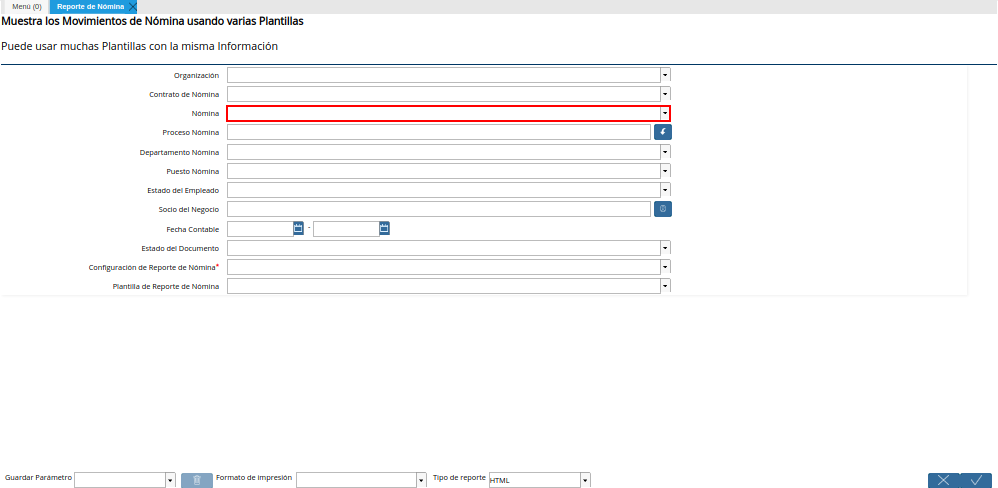 Menú (0) Reporte de Nómina
Muestra los Movimientos de Nómina usando varias Plantillas
Puede usar muchas Plantillas con la misma Información
Organización
Contrato de Nómina
Nómina
Proceso Nómina
Departamento Nómina
Puesto Nómina
Estado del Empleado
Socio del Negocio
Fecha Contable -
Estado del Documento
Configuración de Reporte de Nómina*
Plantilla de Reporte de Nómina
Guardar Parámetro Formato de impresión Tipo de reporte HTML